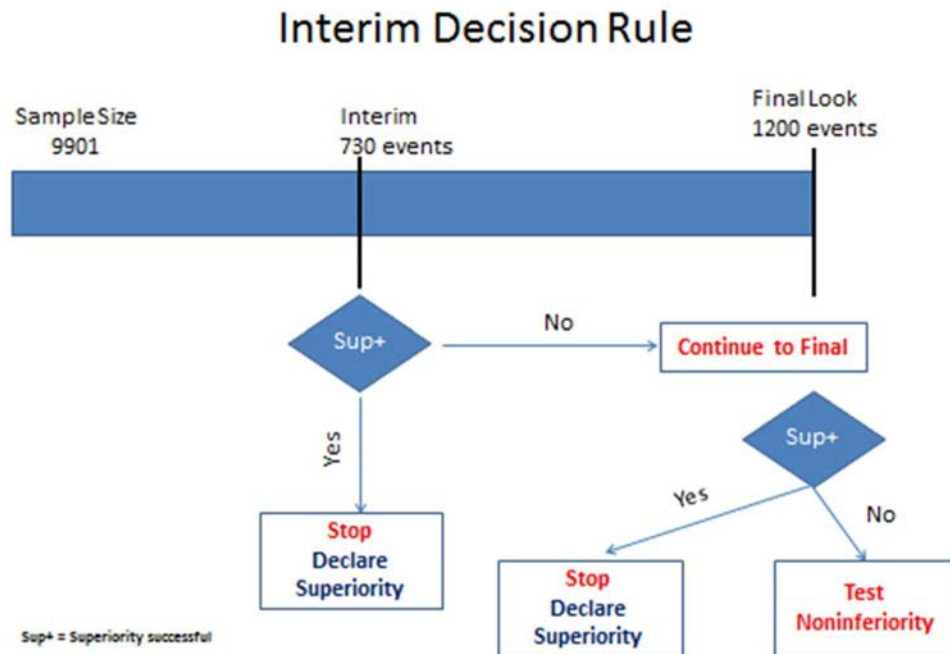 Interim Decision Rule
Sample Size
9901
Interim
730 events
Final Look
1200 events
Sup+
No
Continue to Final
Yes
Stop
Declare
Superiority
Sup+
Yes
No
Stop
Declare
Superiority
Test
Noninferiority
Sup+ = Superiority successful